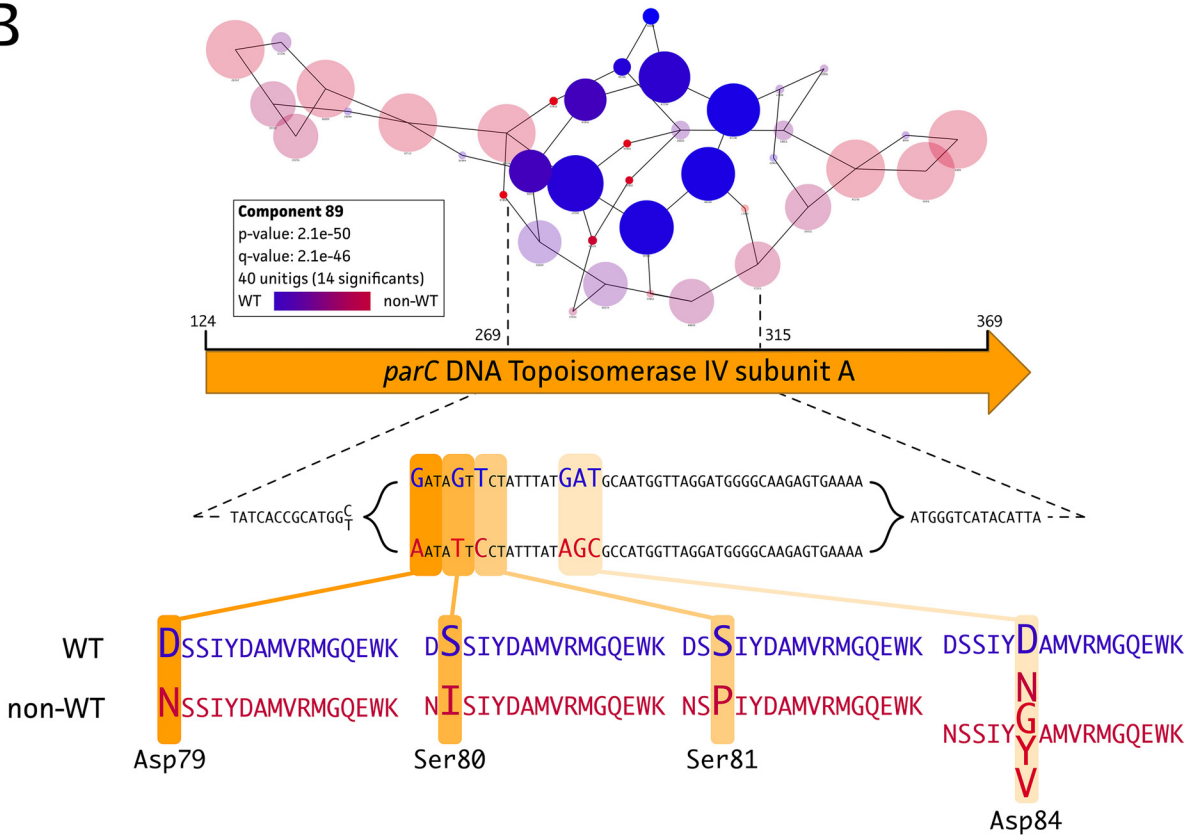 B
Component 89
p-value: 2.1e-50
q-value: 2.1e-46
40 unitigs (14 significants)
WT non-WT
124 269 315 369
parC DNA Topoisomerase IV subunit A
GATAGTTCTATTTATGATGCAATGGTTAGGATGGGGCAAGAGTGAAAA
TATCACCGCATGG C/T ATGGGTCATACATTA
AATATTCCTATTTATAGCGCCATGGTTAGGATGGGGCAAGAGTGAAAA
WT DSSIYDAMVRMGQEWK DSSIYDAMVRMGQEWK DSSIYDAMVRMGQEWK DSSIYDAMVRMGQEWK
non-WT NSSIYDAMVRMGQEWK NISIYDAMVRMGQEWK NSPIYDAMVRMGQEWK
N
G
NSSIY AMVRMGQEWK
Y
V
Asp79 Ser80 Ser81
Asp84